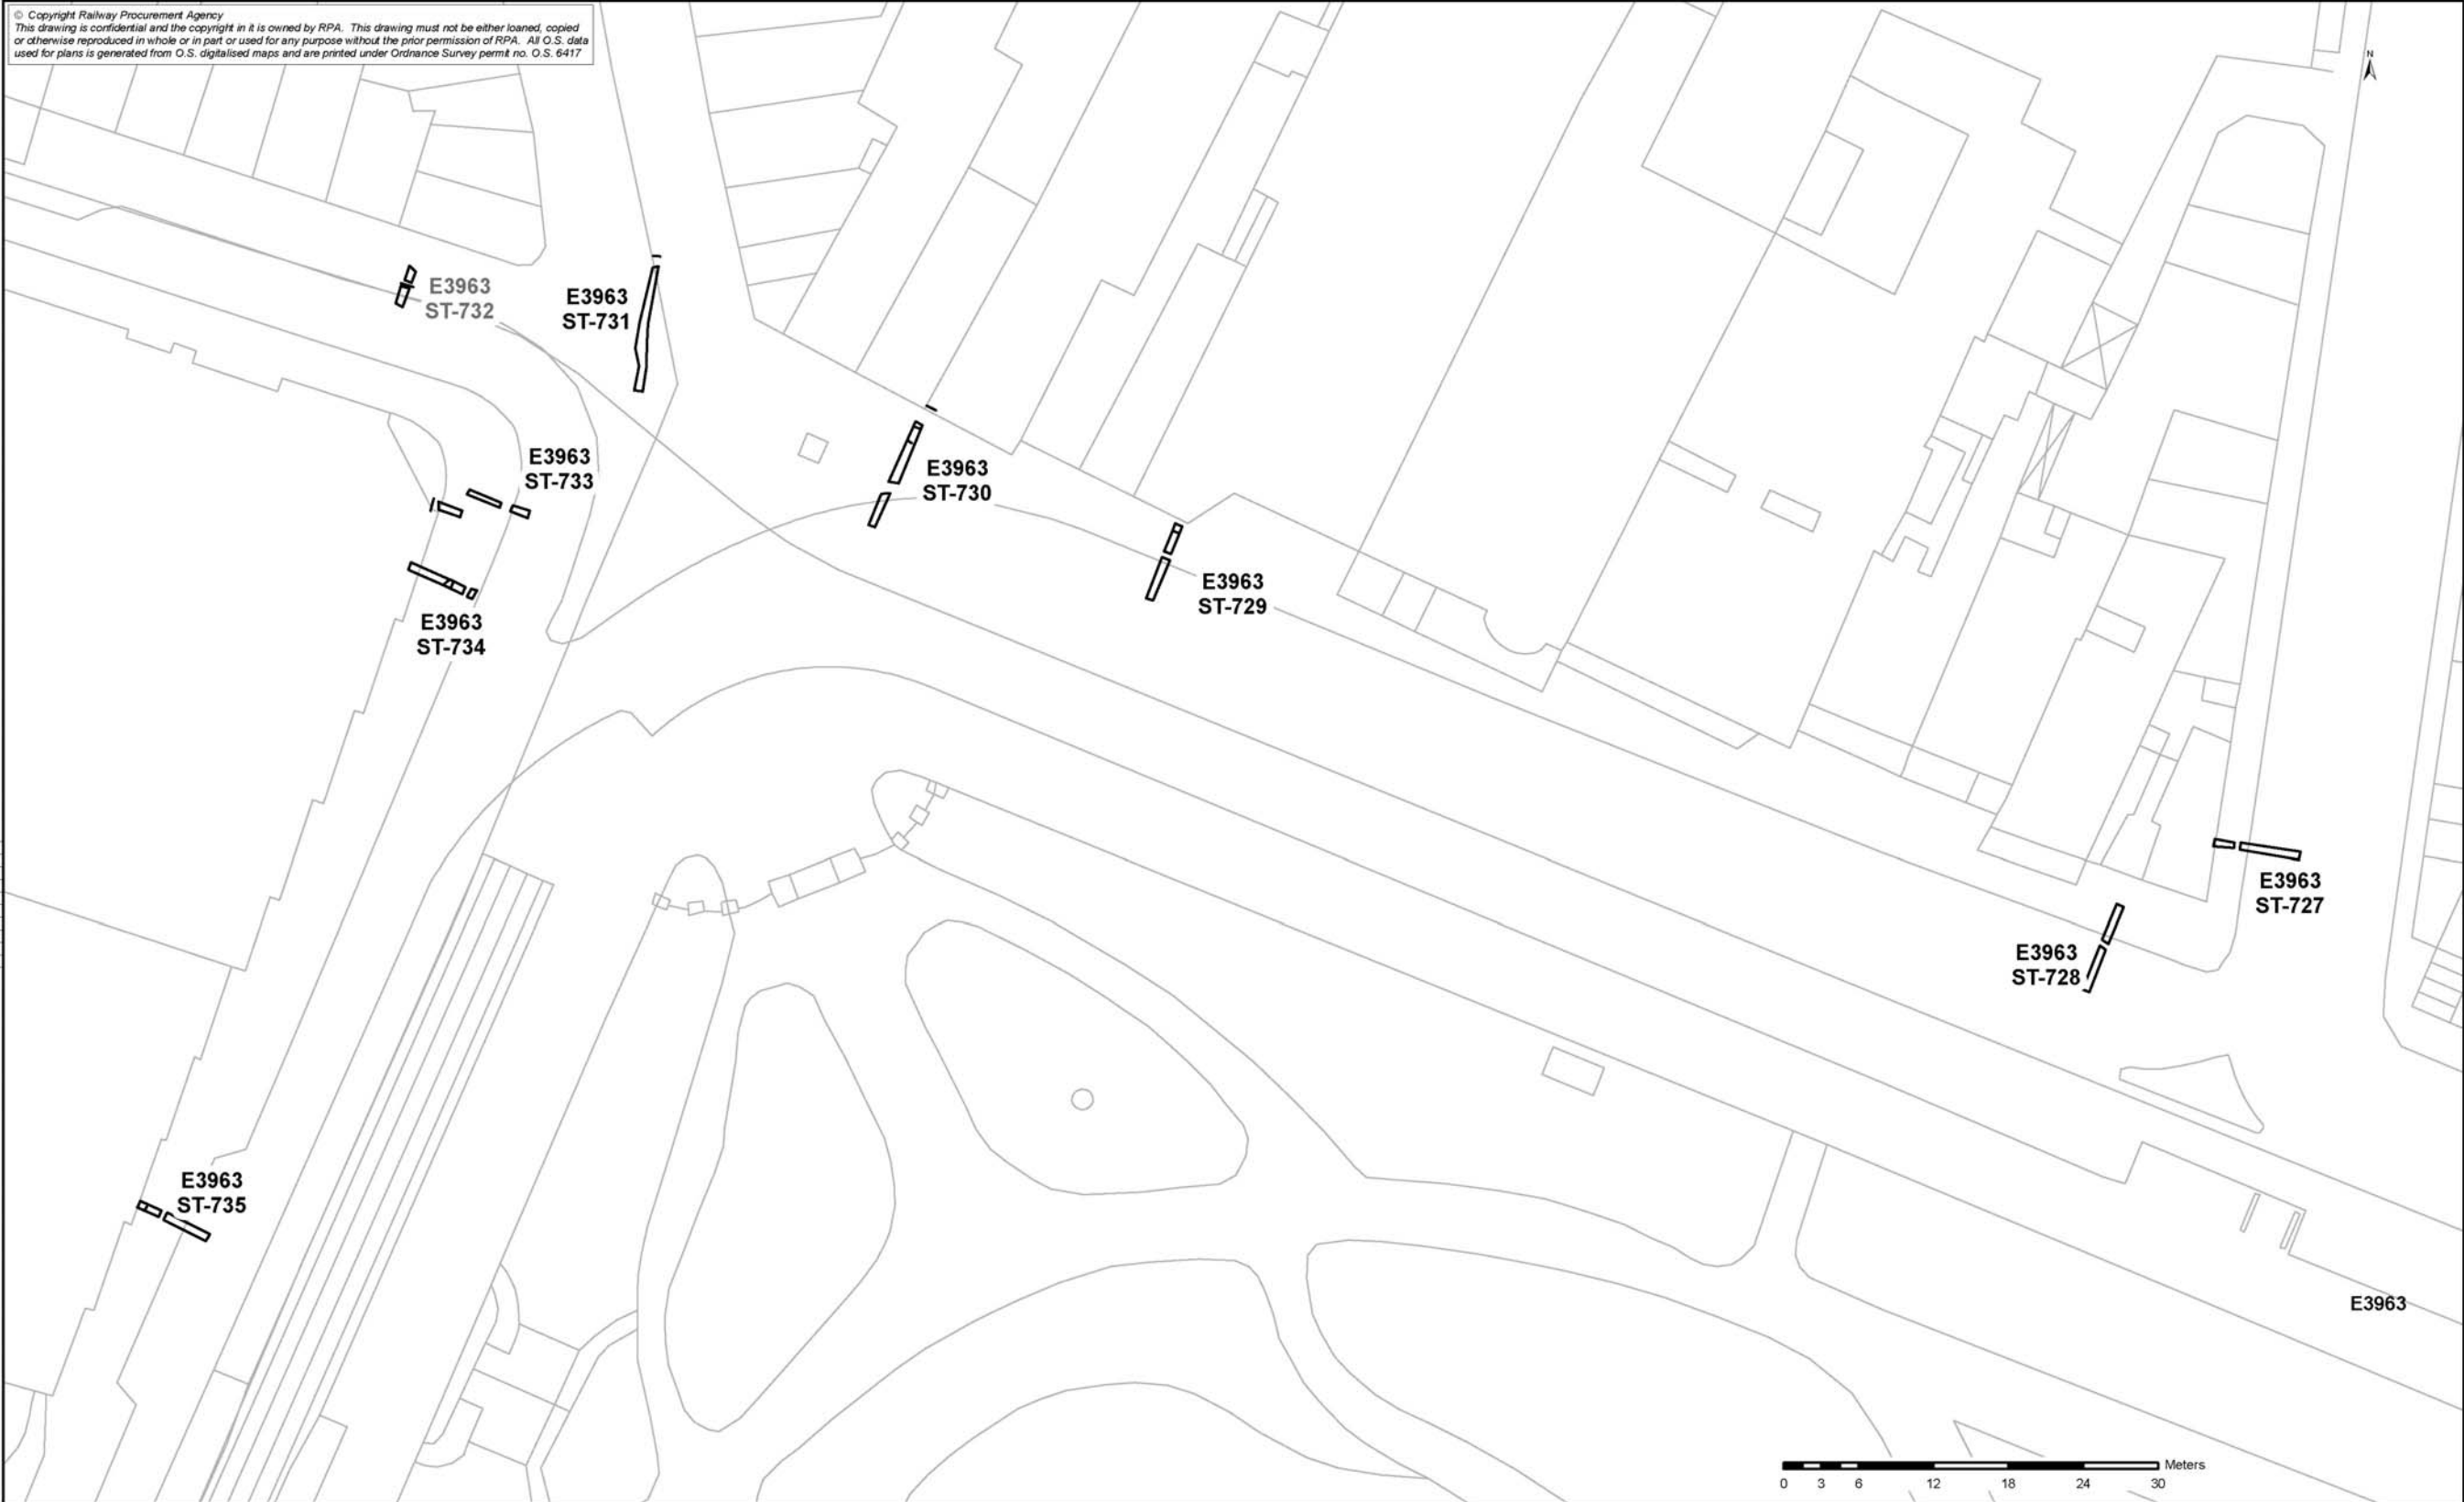 © Copyright Railway Procurement Agency
This drawing is confidential and the copyright in it is owned by RPA. This drawing must not be either loaned, copied
or otherwise reproduced in whole or in part or used for any purpose without the prior permission of RPA. All O.S. data
used for plans is generated from O.S. digitalised maps and are printed under Ordnance Survey permit no. O.S. 6417
N
E3963
ST-732
E3963
ST-731
E3963
ST-733
E3963
ST-730
E3963
ST-729
E3963
ST-734
E3963
ST-727
E3963
ST-728
E3963
ST-735
E3963
Meters
0 3 6 12 18 24 30